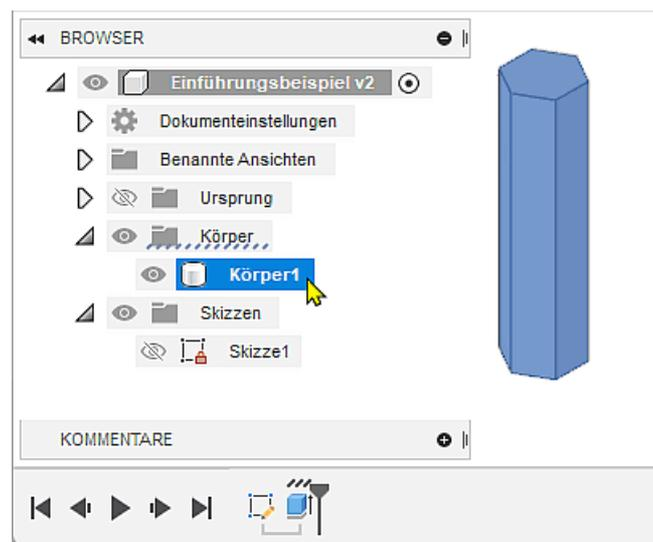 BROWSER
Einführungsbeispiel v2
Dokumenteinstellungen
Benannte Ansichten
Ursprung
Körper
Körper1
Skizzen
Skizze1
KOMMENTARE